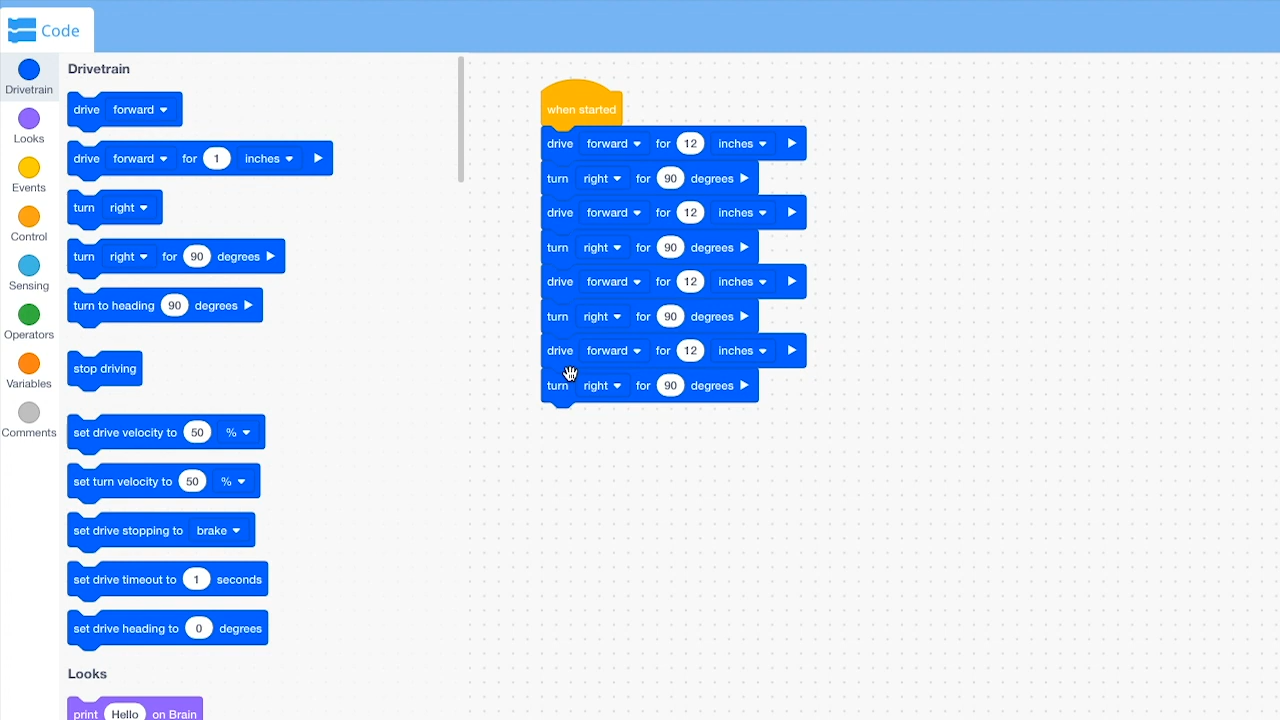 Code
Drivetrain
Looks
Events
Control
Sensing
Operators
Variables
Comments
Drivetrain
drive forward
drive forward for 1 inches
turn right
turn right for 90 degrees
turn to heading 90 degrees
stop driving
set drive velocity to 50 %
set turn velocity to 50 %
set drive stopping to brake
set drive timeout to 1 seconds
set drive heading to 0 degrees
Looks
print Hello on Brain
when started
drive forward for 12 inches
turn right for 90 degrees
drive forward for 12 inches
turn right for 90 degrees
drive forward for 12 inches
turn right for 90 degrees
drive forward for 12 inches
turn right for 90 degrees